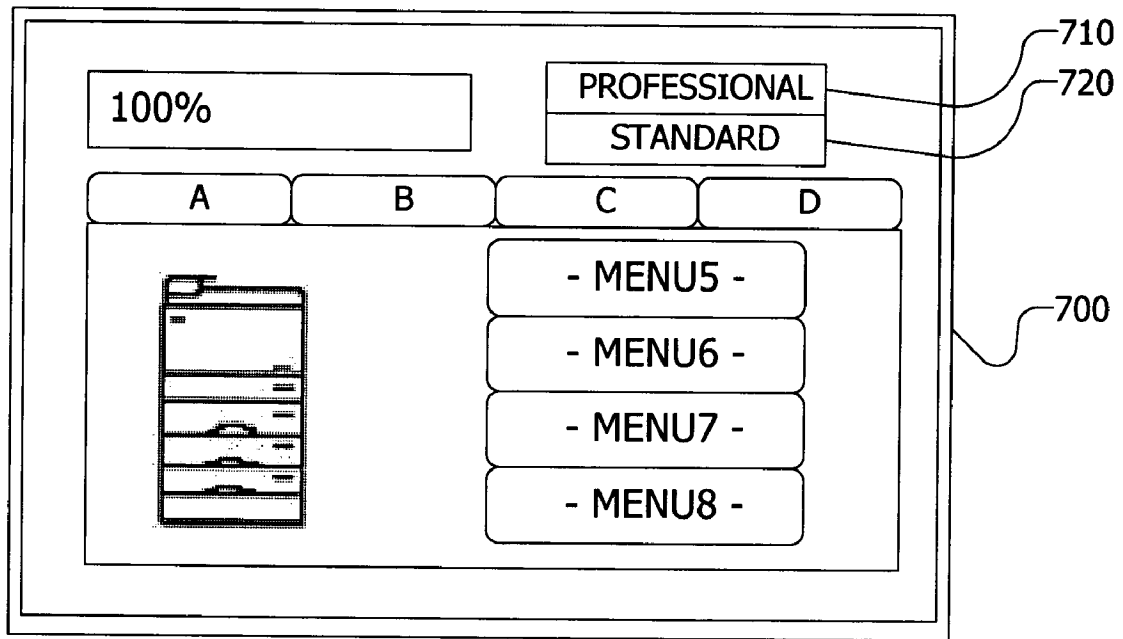 710
PROFESSIONAL
720
100%
STANDARD
A B C D
- MENU5 -
700
- MENU6 -
- MENU7 -
- MENU8 -